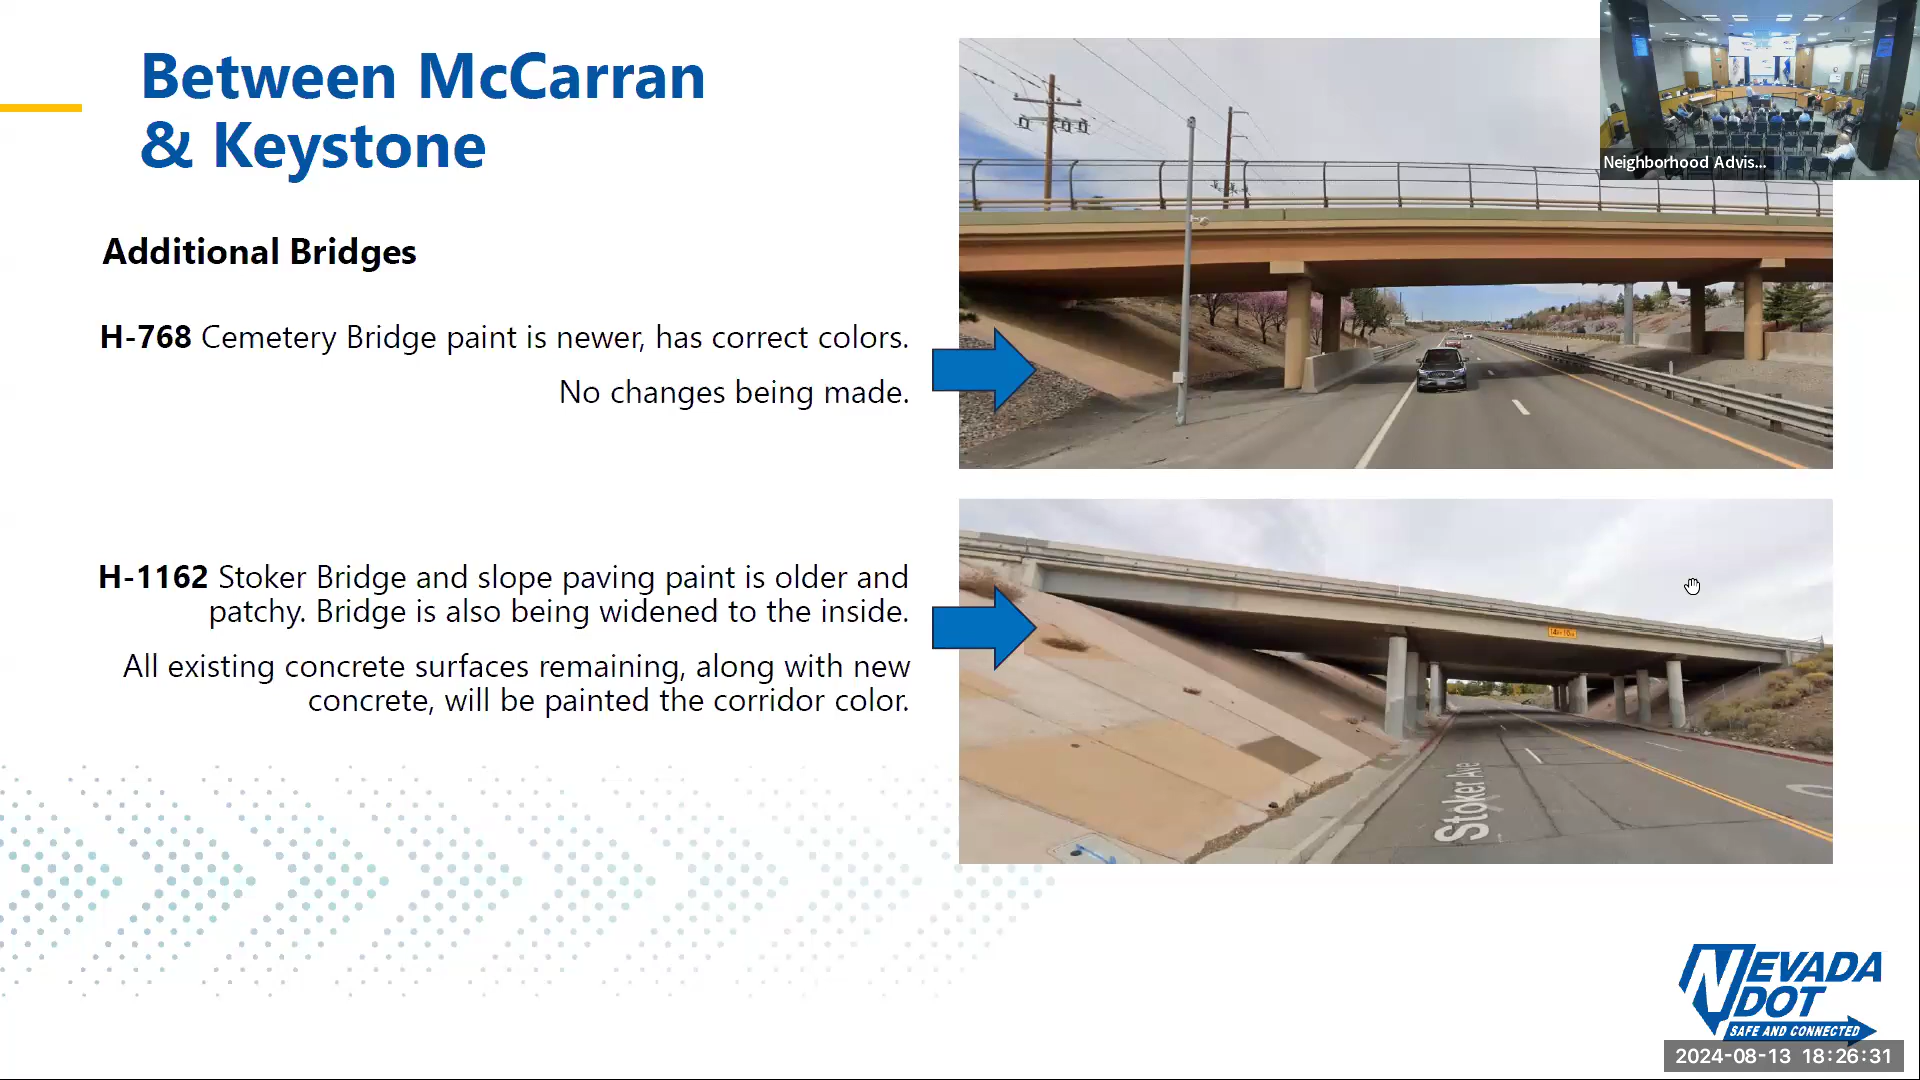 Between McCarran
& Keystone
Additional Bridges
H-768 Cemetery Bridge paint is newer, has correct colors.
No changes being made.
H-1162 Stoker Bridge and slope paving paint is older and
patchy. Bridge is also being widened to the inside.
All existing concrete surfaces remaining, along with new
concrete, will be painted the corridor color.
Neighborhood Advis...
Stoker Ave
NEVADA
DOT
SAFE AND CONNECTED
2024-08-13 18:26:31